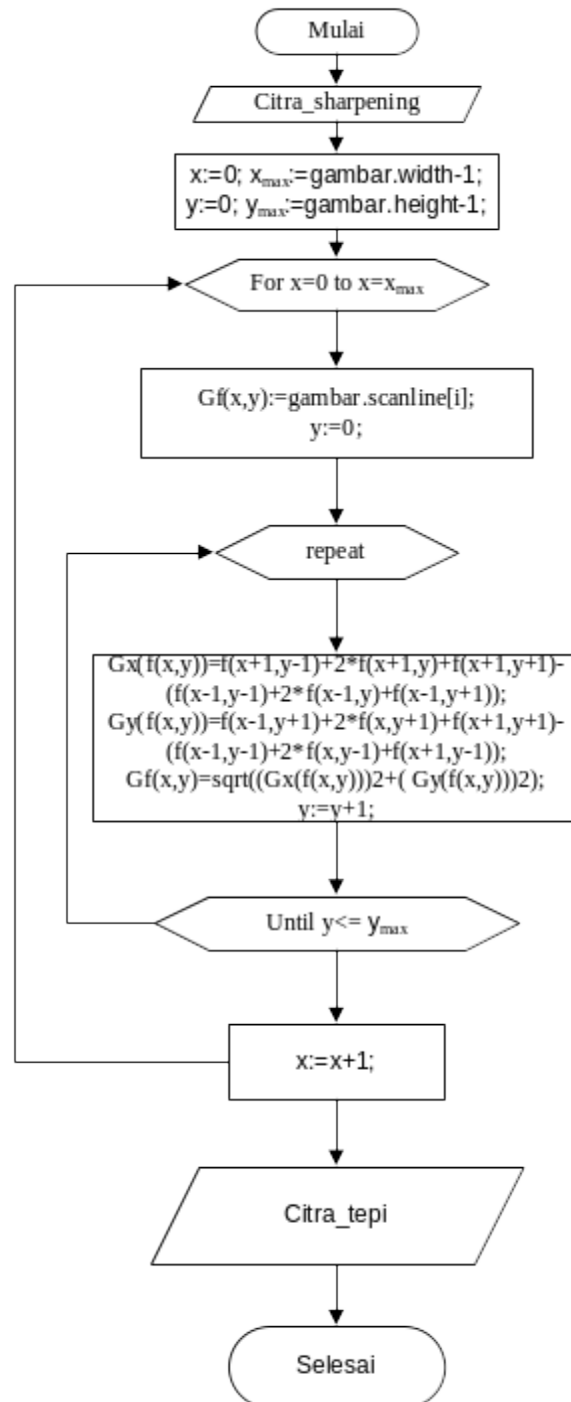 Mulai
Citra_sharpening
x:=0; xmax:=gambar.width-1;
y:=0; ymax:=gambar.height-1;
For x=0 to x=xmax
Gf(x,y):=gambar.scanline[i];
y:=0;
repeat
Gx(f(x,y))=f(x+1,y-1)+2*f(x+1,y)+f(x+1,y+1)-
(f(x-1,y-1)+2*f(x-1,y)+f(x-1,y+1));
Gy(f(x,y))=f(x-1,y+1)+2*f(x,y+1)+f(x+1,y+1)-
(f(x-1,y-1)+2*f(x,y-1)+f(x+1,y-1));
Gf(x,y)=sqrt((Gx(f(x,y)))2+( Gy(f(x,y)))2);
y:=y+1;
Until y<= ymax
x:=x+1;
Citra_tepi
Selesai